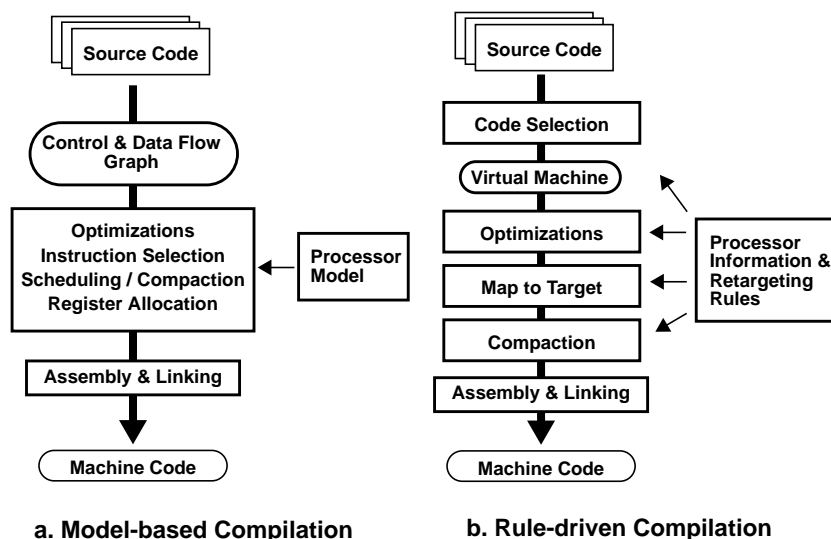 Source Code
Control & Data Flow
Graph
Optimizations
Instruction Selection
Scheduling / Compaction
Register Allocation
Processor
Model
Assembly & Linking
Machine Code
a. Model-based Compilation
Source Code
Code Selection
Virtual Machine
Optimizations
Map to Target
Compaction
Processor
Information &
Retargeting
Rules
Assembly & Linking
Machine Code
b. Rule-driven Compilation